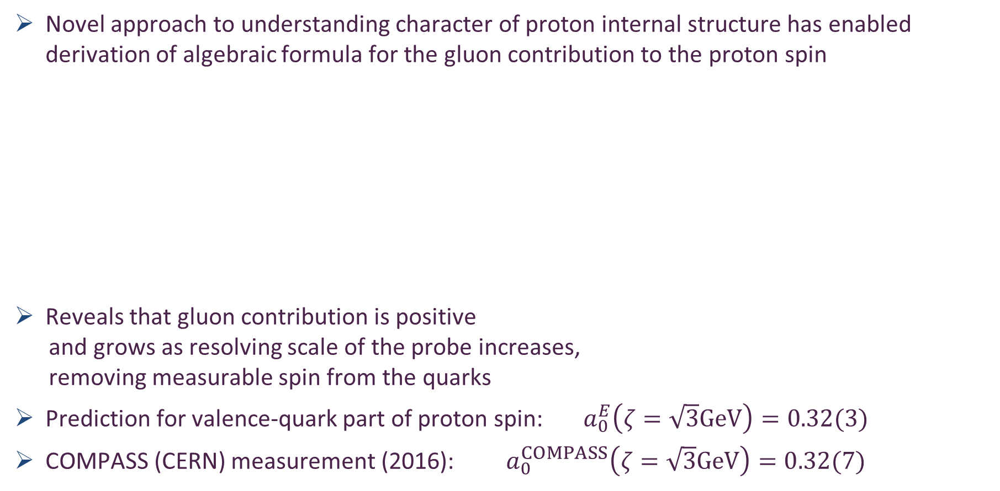 ➢ Novel approach to understanding character of proton internal structure has enabled
derivation of algebraic formula for the gluon contribution to the proton spin
➢ Reveals that gluon contribution is positive
and grows as resolving scale of the probe increases,
removing measurable spin from the quarks
➢ Prediction for valence-quark part of proton spin: $a_0^E(\zeta = \sqrt{3}\mathrm{GeV}) = 0.32(3)$
➢ COMPASS (CERN) measurement (2016): $a_0^{\mathrm{COMPASS}}(\zeta = \sqrt{3}\mathrm{GeV}) = 0.32(7)$